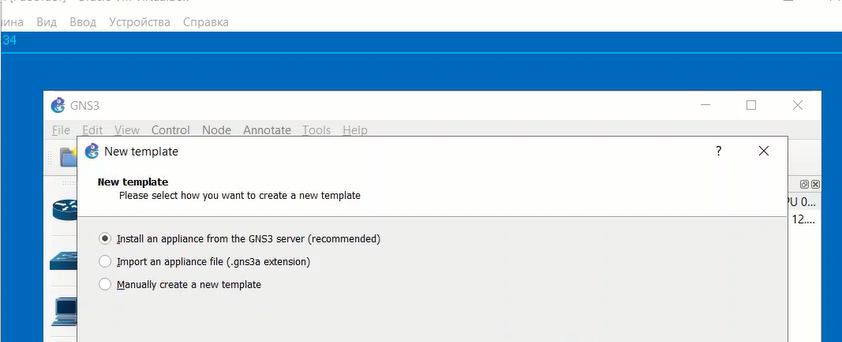 Вид Ввод Устройства Справка
34
GNS3
File Edit View Control Node Annotate Tools Help
New template
?
New template
Please select how you want to create a new template
PU 0...
12....
Install an appliance from the GNS3 server (recommended)
Import an appliance file (.gns3a extension)
Manually create a new template